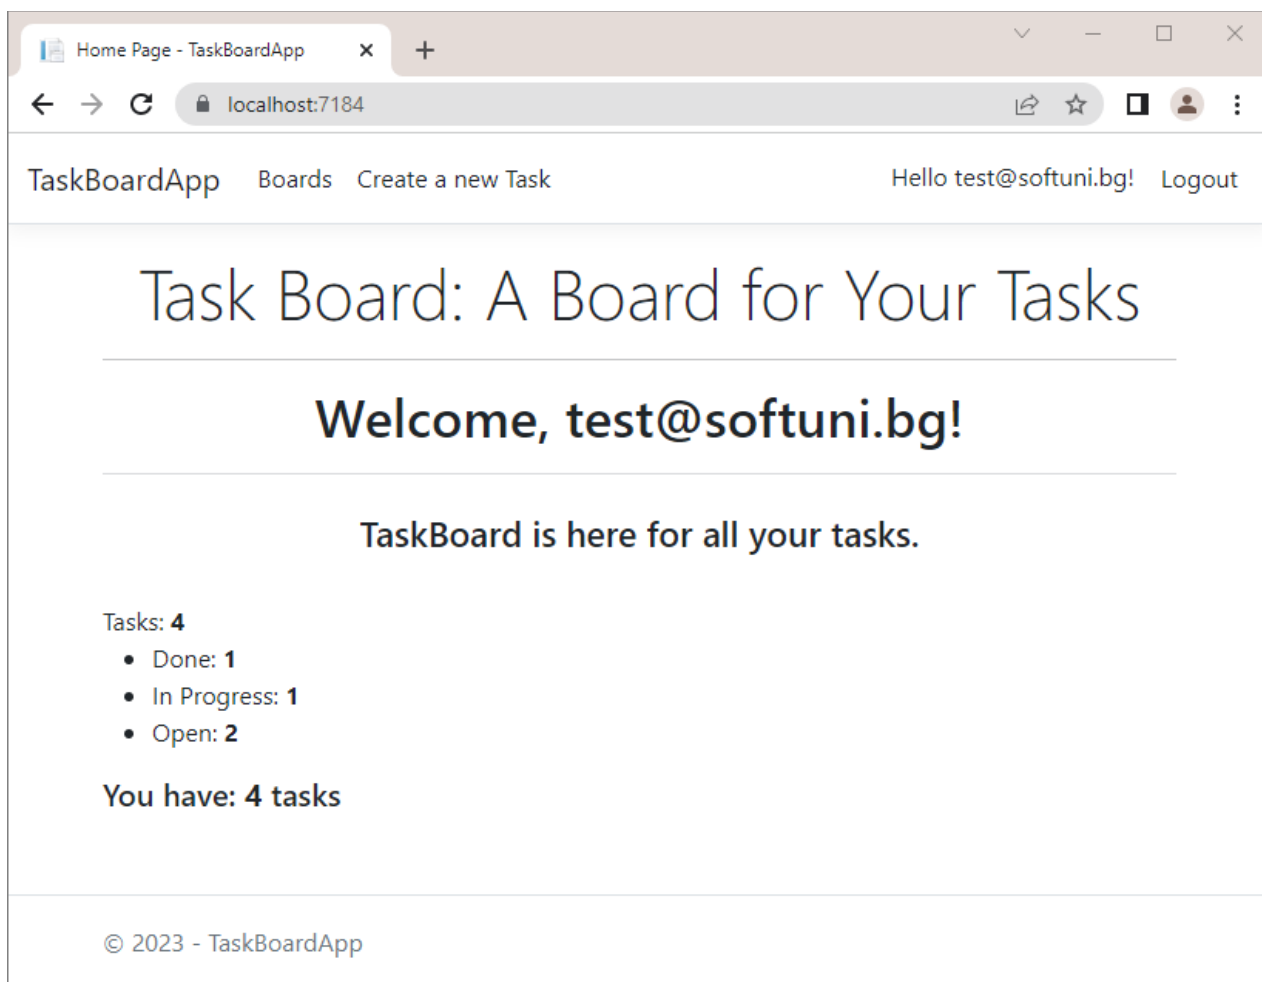 Home Page - TaskBoardApp
localhost:7184
TaskBoardApp Boards Create a new Task Hello test@softuni.bg! Logout
Task Board: A Board for Your Tasks
Welcome, test@softuni.bg!
TaskBoard is here for all your tasks.
Tasks: 4
• Done: 1
• In Progress: 1
• Open: 2
You have: 4 tasks
© 2023 - TaskBoardApp